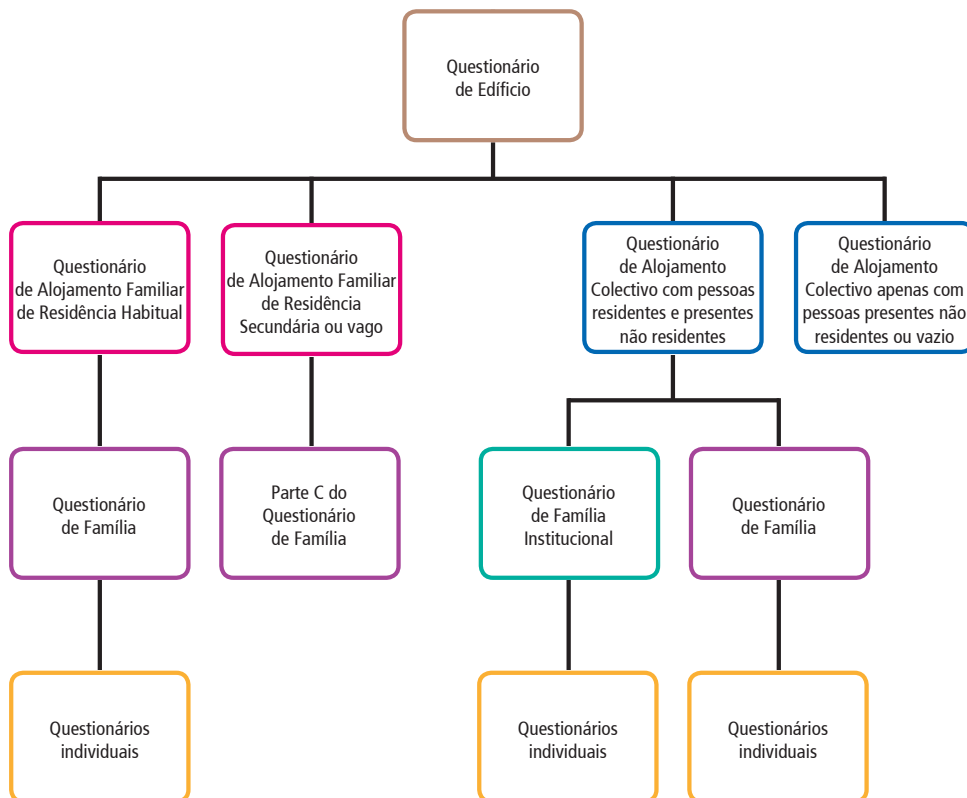 Questionário
de Edíficio
Questionário
de Alojamento Familiar
de Residência Habitual
Questionário
de Alojamento Familiar
de Residência
Secundária ou vago
Questionário
de Alojamento
Colectivo com pessoas
residentes e presentes
não residentes
Questionário
de Alojamento
Colectivo apenas com
pessoas presentes não
residentes ou vazio
Questionário
de Família
Parte C do
Questionário
de Família
Questionário
de Família
Institucional
Questionário
de Família
Questionários
individuais
Questionários
individuais
Questionários
individuais